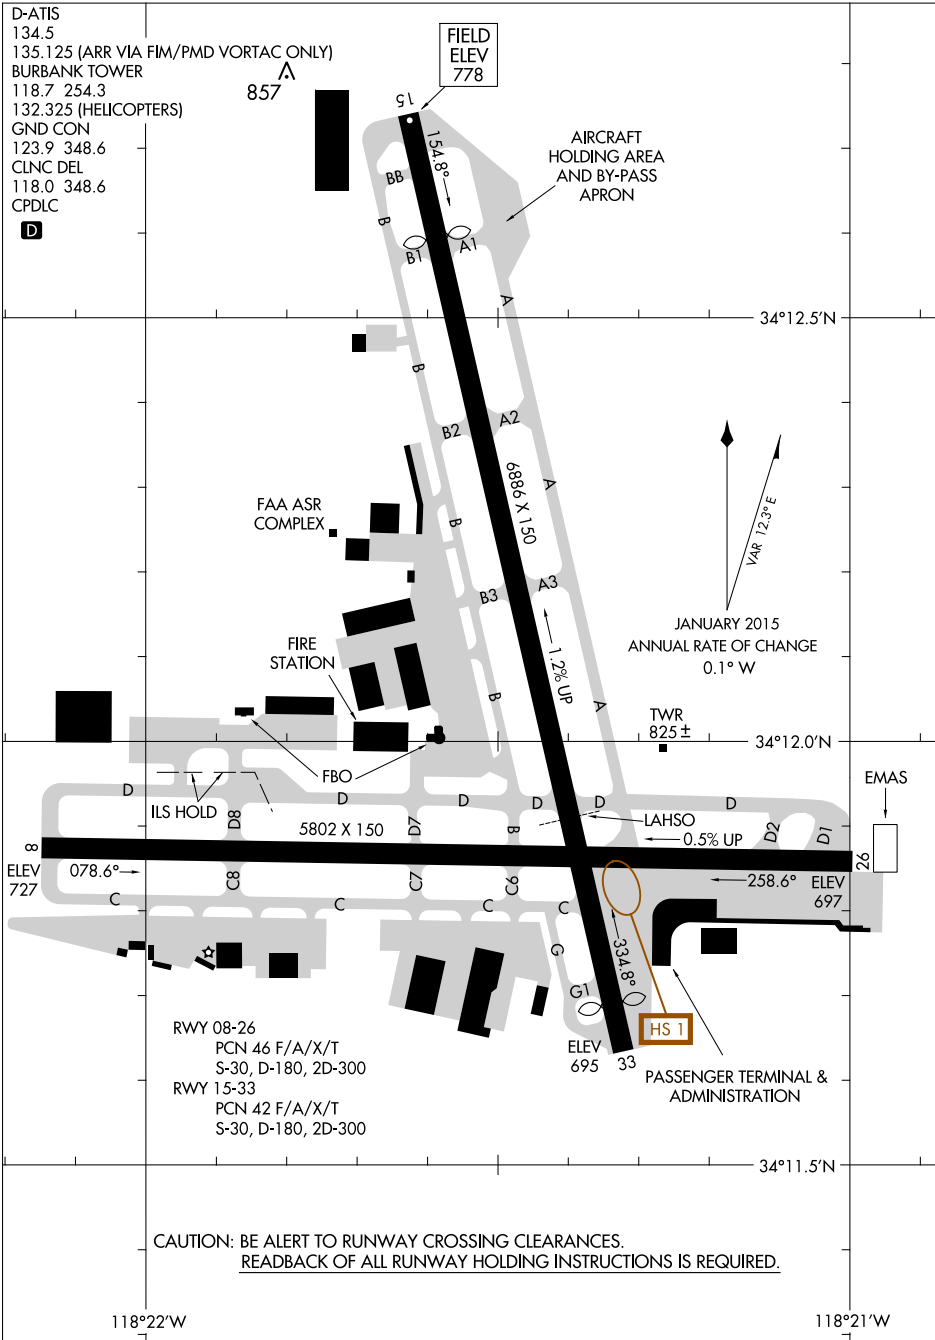 D-ATIS
134.5
135.125 (ARR VIA FIM/PMD VORTAC ONLY)
BURBANK TOWER
118.7 254.3
132.325 (HELICOPTERS)
GND CON
123.9 348.6
CLNC DEL
118.0 348.6
CPDLC
D
857
FIELD
ELEV
778
15
154.8°
AIRCRAFT
HOLDING AREA
AND BY-PASS
APRON
BB
B
B1
A1
A
34°12.5'N
B
B2
A2
6886 X 150
A
FAA ASR
COMPLEX
B
VAR 12.3° E
B3
A3
JANUARY 2015
ANNUAL RATE OF CHANGE
0.1° W
1.2% UP
FIRE
STATION
B
A
TWR
825±
34°12.0'N
FBO
ILS HOLD
EMAS
D
D
D
D
D
D
D8
D7
B
D2
D1
5802 X 150
LAHSO
0.5% UP
8
26
ELEV
727
078.6°
258.6°
ELEV
697
C8
C7
C6
C
C
C
C
G
334.8°
G1
HS 1
ELEV
695
33
PASSENGER TERMINAL &
ADMINISTRATION
RWY 08-26
PCN 46 F/A/X/T
S-30, D-180, 2D-300
RWY 15-33
PCN 42 F/A/X/T
S-30, D-180, 2D-300
34°11.5'N
CAUTION: BE ALERT TO RUNWAY CROSSING CLEARANCES.
READBACK OF ALL RUNWAY HOLDING INSTRUCTIONS IS REQUIRED.
118°22'W
118°21'W